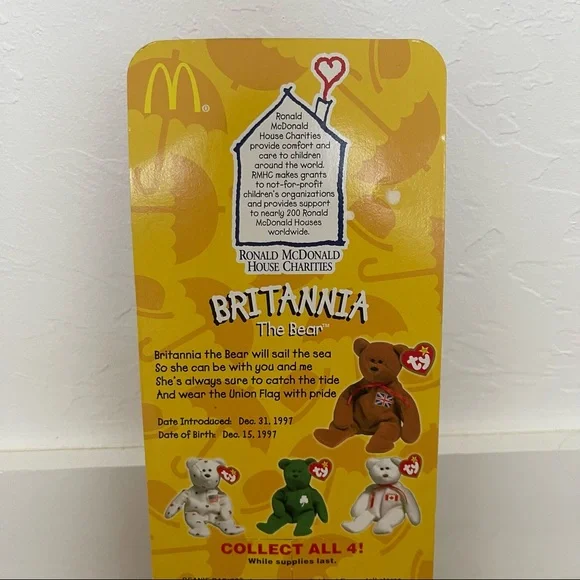 M
®
Ronald
McDonald
House Charities
provide comfort and
care to children
around the world.
RMHC makes grants
to not-for-profit
children's organizations
and provides support
to nearly 200 Ronald
McDonald Houses
worldwide.
RONALD MCDONALD
HOUSE CHARITIES
BRITANNIA
The Bear™
Britannia the Bear will sail the sea
So she can be with you and me
She's always sure to catch the tide
And wear the Union Flag with pride
Date Introduced: Dec. 31, 1997
Date of Birth: Dec. 15, 1997
ty
ty
ty
ty
COLLECT ALL 4!
While supplies last.